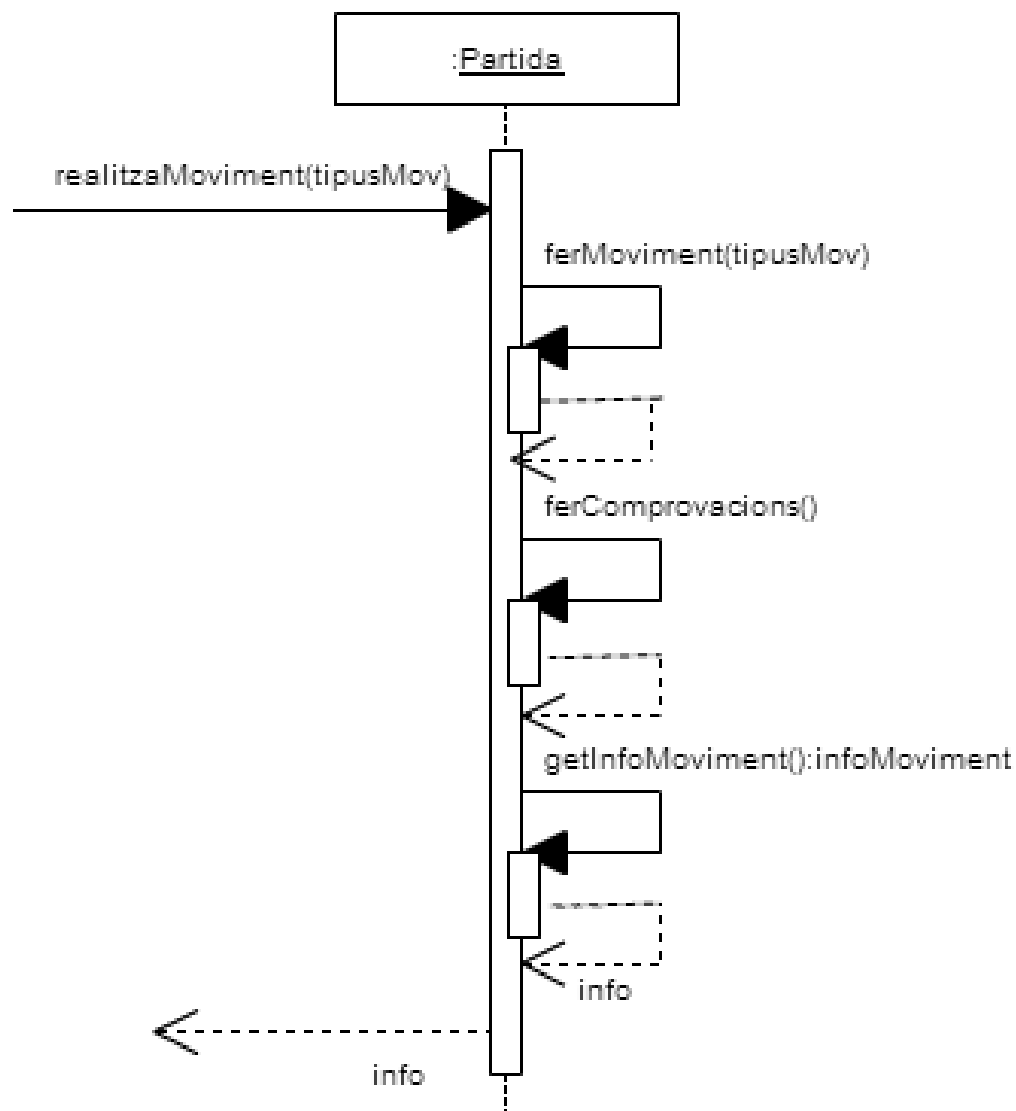 :Partida
realitzaMoviment(tipusMov)
ferMoviment(tipusMov)
ferComprovacions()
getInfoMoviment():infoMoviment
info
info